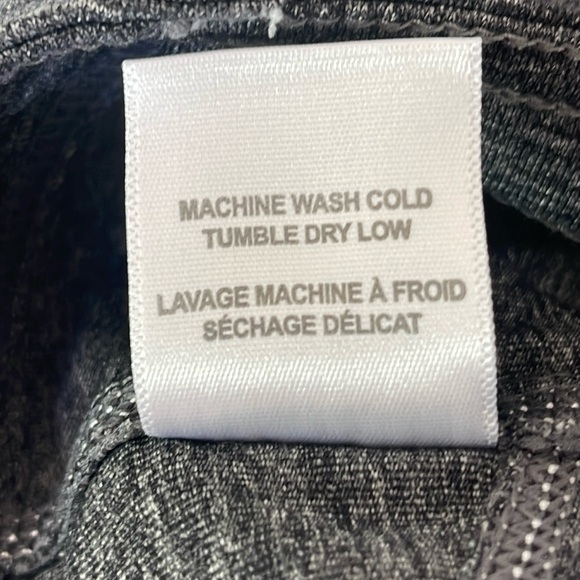 MACHINE WASH COLD
TUMBLE DRY LOW
LAVAGE MACHINE À FROID
SÉCHAGE DÉLICAT